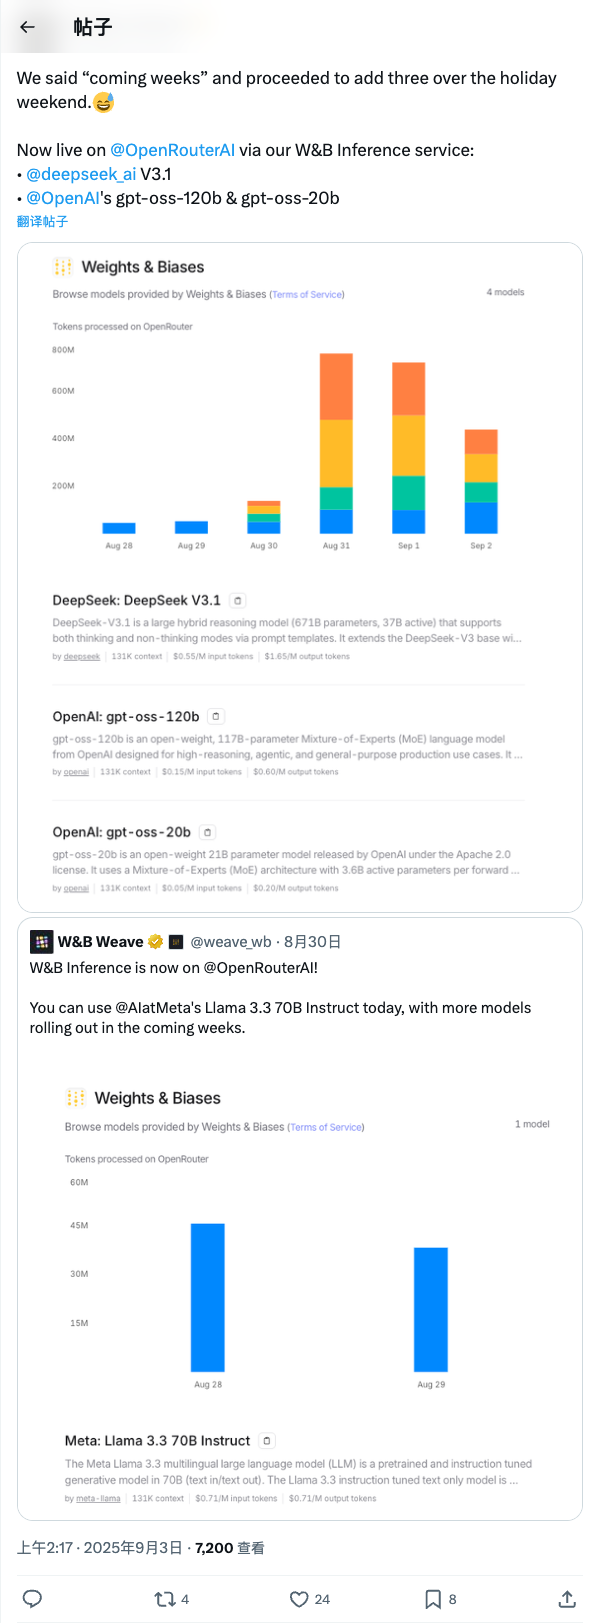 帖子
We said “coming weeks” and proceeded to add three over the holiday
weekend.😅
Now live on @OpenRouterAI via our W&B Inference service:
• @deepseek_ai V3.1
• @OpenAI's gpt-oss-120b & gpt-oss-20b
翻译帖子
Weights & Biases
Browse models provided by Weights & Biases (Terms of Service)
4 models
Tokens processed on OpenRouter
800M
600M
400M
200M
Aug 28 Aug 29 Aug 30 Aug 31 Sep 1 Sep 2
DeepSeek: DeepSeek V3.1
DeepSeek-V3.1 is a large hybrid reasoning model (671B parameters, 37B active) that supports
both thinking and non-thinking modes via prompt templates. It extends the DeepSeek-V3 base wi...
by deepseek | 131K context | $0.55/M input tokens | $1.65/M output tokens
OpenAI: gpt-oss-120b
gpt-oss-120b is an open-weight, 117B-parameter Mixture-of-Experts (MoE) language model
from OpenAI designed for high-reasoning, agentic, and general-purpose production use cases. It ...
by openai | 131K context | $0.15/M input tokens | $0.60/M output tokens
OpenAI: gpt-oss-20b
gpt-oss-20b is an open-weight 21B parameter model released by OpenAI under the Apache 2.0
license. It uses a Mixture-of-Experts (MoE) architecture with 3.6B active parameters per forward ...
by openai | 131K context | $0.05/M input tokens | $0.20/M output tokens
W&B Weave @weave_wb · 8月30日
W&B Inference is now on @OpenRouterAI!
You can use @AIatMeta's Llama 3.3 70B Instruct today, with more models
rolling out in the coming weeks.
Weights & Biases
Browse models provided by Weights & Biases (Terms of Service)
1 model
Tokens processed on OpenRouter
60M
45M
30M
15M
Aug 28 Aug 29
Meta: Llama 3.3 70B Instruct
The Meta Llama 3.3 multilingual large language model (LLM) is a pretrained and instruction tuned
generative model in 70B (text in/text out). The Llama 3.3 instruction tuned text only model is ...
by meta-llama | 131K context | $0.71/M input tokens | $0.71/M output tokens
上午2:17 · 2025年9月3日 · 7,200 查看
4 24 8